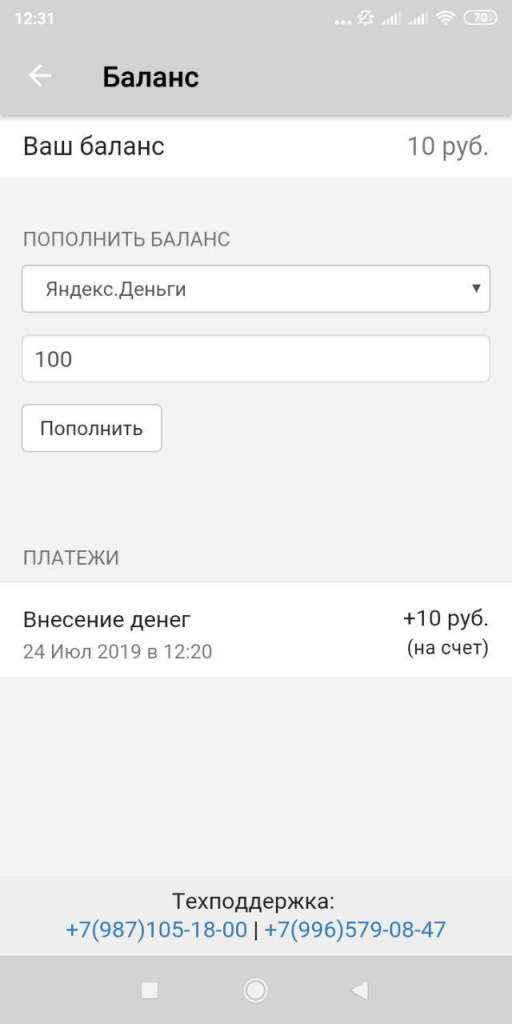 12:31
70
Баланс
Ваш баланс 10 руб.
ПОПОЛНИТЬ БАЛАНС
Яндекс.Деньги
100
Пополнить
ПЛАТЕЖИ
Внесение денег +10 руб.
24 Июл 2019 в 12:20 (на счет)
Техподдержка:
+7(987)105-18-00 | +7(996)579-08-47